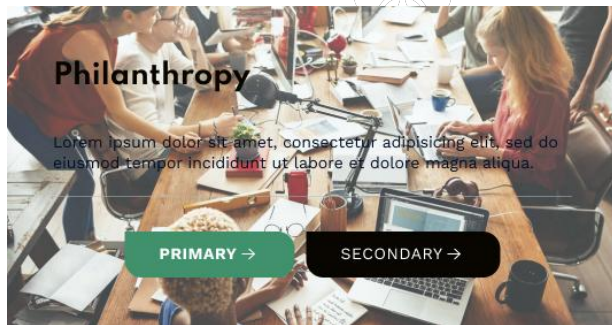 Philanthropy
Lorem ipsum dolor sit amet, consectetur adipisicing elit, sed do
eiusmod tempor incididunt ut labore et dolore magna aliqua.
PRIMARY →
SECONDARY →